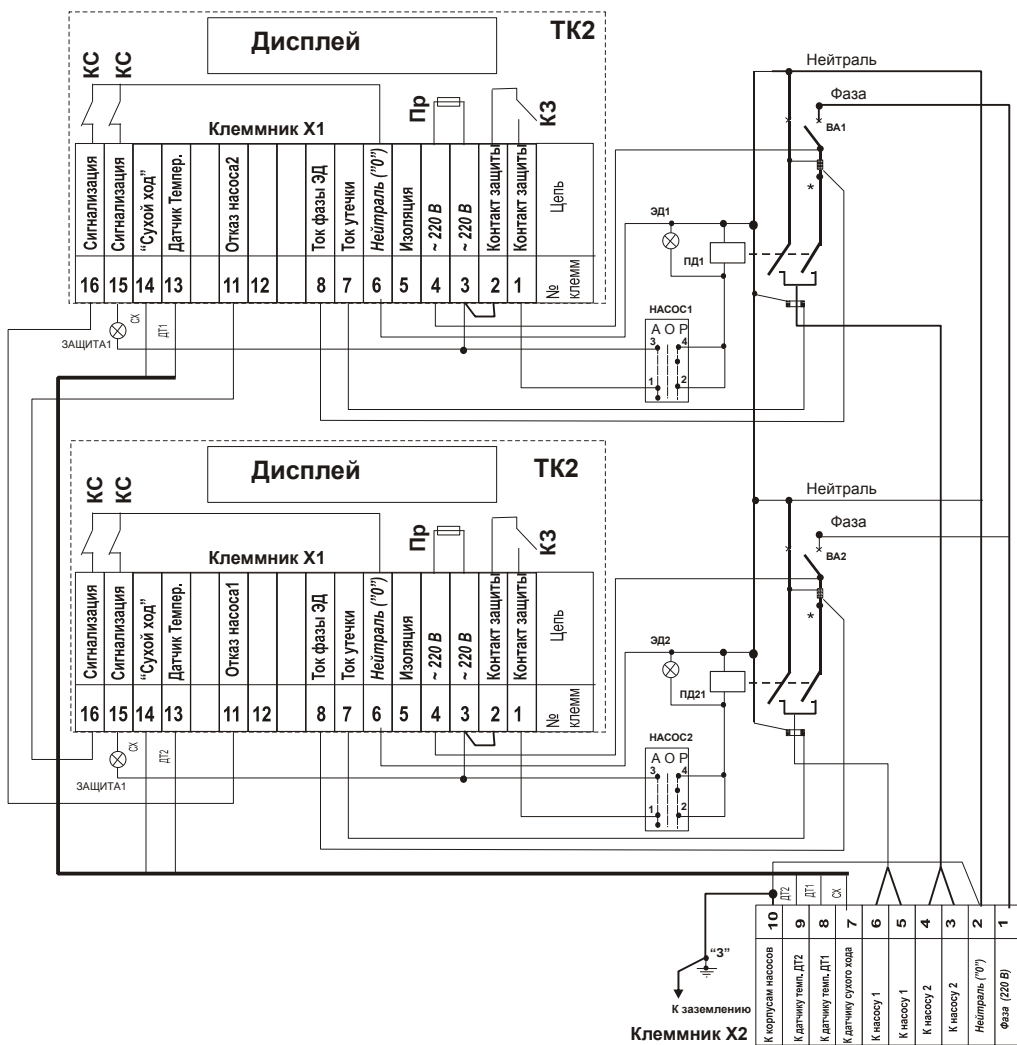 ТК2
Дисплей
КС
КС
Пр
КЗ
Клеммник X1
Сигнализация
Сигнализация
“Сухой ход”
Датчик Темпер.
Отказ насоса2
Ток фазы ЭД
Ток утечки
Нейтраль (”0”)
Изоляция
~ 220 В
~ 220 В
Контакт защиты
Контакт защиты
Цепь
16
15
14
13
11
12
8
7
6
5
4
3
2
1
№ клемм
ЗАЩИТА1
СХ
ДТ1
Нейтраль
Фаза
ВА1
*
ЭД1
ПД1
НАСОС1
А О Р
3
4
1
2
ТК2
Дисплей
КС
КС
Пр
КЗ
Клеммник X1
Сигнализация
Сигнализация
“Сухой ход”
Датчик Темпер.
Отказ насоса1
Ток фазы ЭД
Ток утечки
Нейтраль (”0”)
Изоляция
~ 220 В
~ 220 В
Контакт защиты
Контакт защиты
Цепь
16
15
14
13
11
12
8
7
6
5
4
3
2
1
№ клемм
ЗАЩИТА1
СХ
ДТ2
Нейтраль
Фаза
ВА2
*
ЭД2
ПД21
НАСОС2
А О Р
3
4
1
2
ДТ2
ДТ1
СХ
10
9
8
7
6
5
4
3
2
1
К корпусам насосов
К датчику темп. ДТ2
К датчику темп. ДТ1
К датчику сухого хода
К насосу 1
К насосу 1
К насосу 2
К насосу 2
Нейтраль (”0”)
Фаза (220 В)
“З”
К заземлению
Клеммник X2